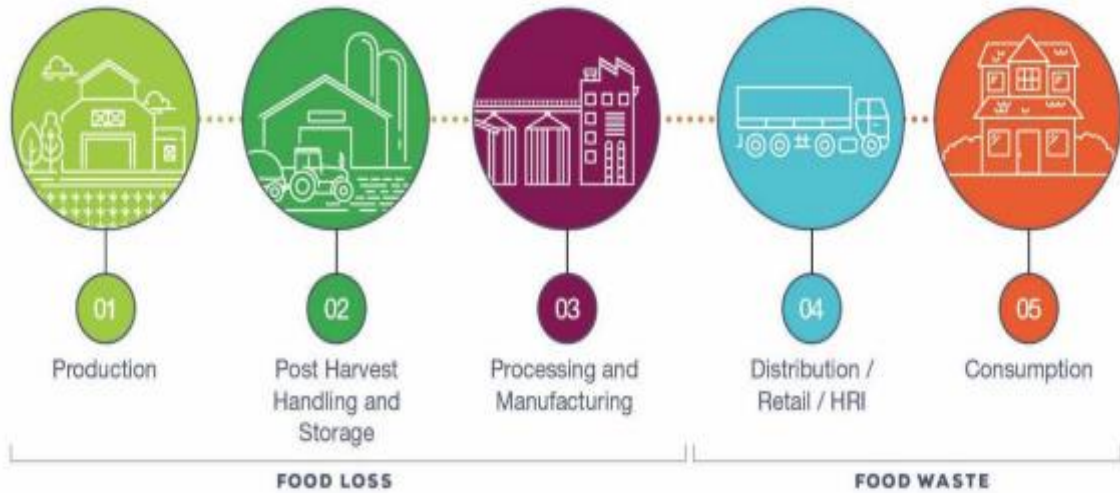 01
Production
02
Post Harvest
Handling and
Storage
03
Processing and
Manufacturing
04
Distribution /
Retail / HRI
05
Consumption
FOOD LOSS
FOOD WASTE